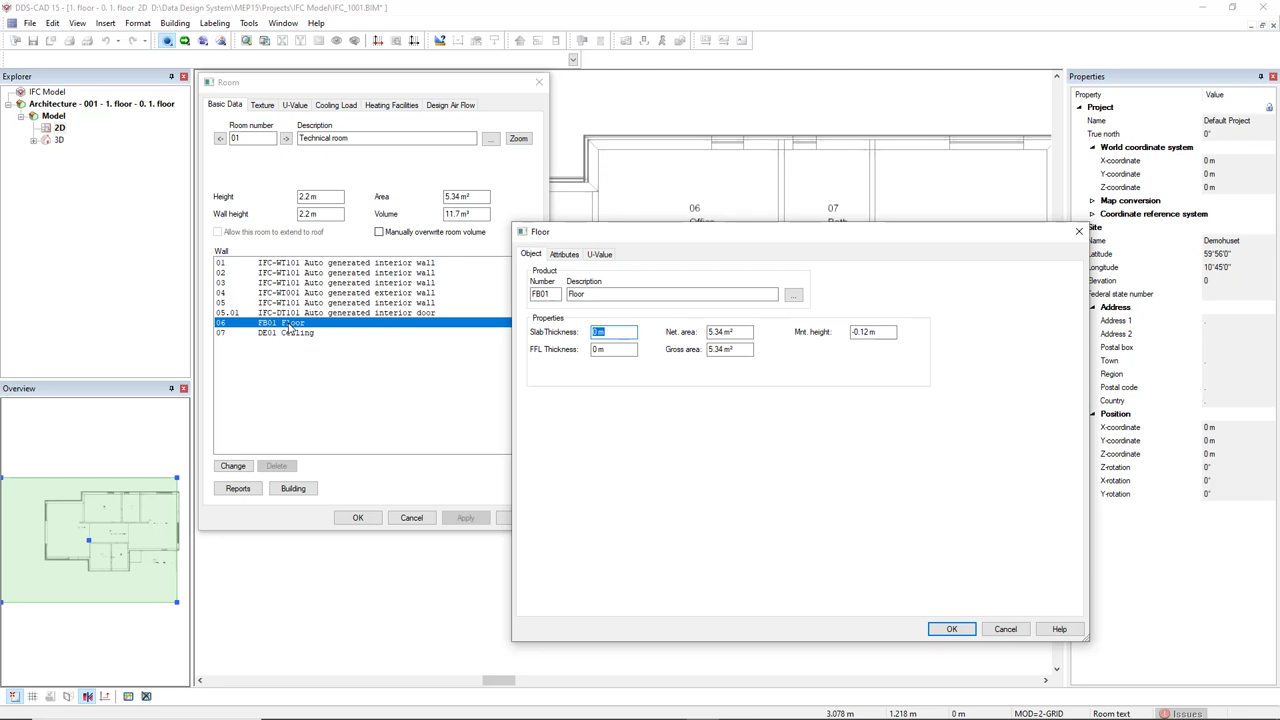 DDS-CAD 15 - [1. floor - 0. 1. floor 2D D:\Data Design System\MEP15\Projects\IFC Model\IFC_1001.BIM* ]
File Edit View Insert Format Building Labeling Tools Window Help
Explorer
IFC Model
Architecture - 001 - 1. floor - 0. 1. floor
Model
2D
3D
Overview
Room
Basic Data Texture U-Value Cooling Load Heating Facilities Design Air Flow
Room number Description
<- 01 -> Technical room ... Zoom
Height 2.2 m Area 5.34 m²
Wall height 2.2 m Volume 11.7 m³
Allow this room to extend to roof Manually overwrite room volume
Wall
01 IFC-WT101 Auto generated interior wall
02 IFC-WT101 Auto generated interior wall
03 IFC-WT101 Auto generated interior wall
04 IFC-WT001 Auto generated exterior wall
05 IFC-WT101 Auto generated interior wall
05.01 IFC-DT101 Auto generated interior door
06 FB01 Floor
07 DE01 Ceiling
Change Delete
Reports Building
OK Cancel Apply
06
07
Floor
Object Attributes U-Value
Product
Number Description
FB01 Floor ...
Properties
Slab Thickness: 0 m Net. area: 5.34 m² Mnt. height: -0.12 m
FFL Thickness: 0 m Gross area: 5.34 m²
OK Cancel Help
Properties
Property Value
Project
Name Default Project
True north 0°
World coordinate system
X-coordinate 0 m
Y-coordinate 0 m
Z-coordinate 0 m
Map conversion
Coordinate reference system
Site
Name Demohuset
Latitude 59°56'0"
Longitude 10°45'0"
Elevation 0
Federal state number
Address
Address 1
Address 2
Postal box
Town
Region
Postal code
Country
Position
X-coordinate 0 m
Y-coordinate 0 m
Z-coordinate 0 m
Z-rotation 0°
X-rotation 0°
Y-rotation 0°
3.078 m 1.218 m 0 m MOD=2-GRID Room text Issues